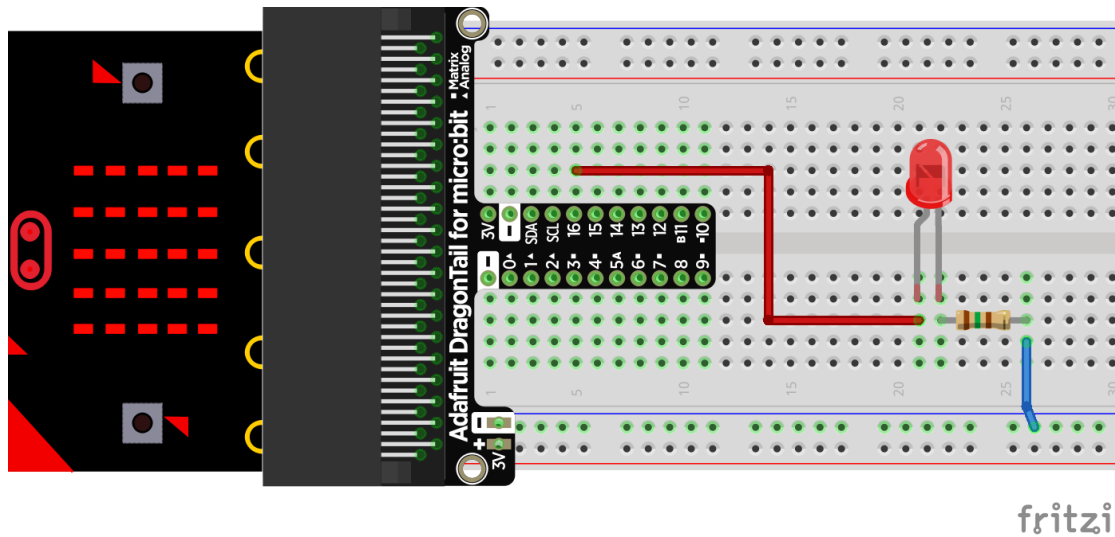 ■ Matrix
▲ Analog
Adafruit DragonTail for micro:bit
1 5 10 15 20 25 30
3V - SDA SCL 16 15 14 13 12 B11 ■10
- 0▲ 1▲ 2▲ 3■ 4■ 5A 6■ 7■ 8 9■
1 5 10 15 20 25 30
-
+
3V
fritzi